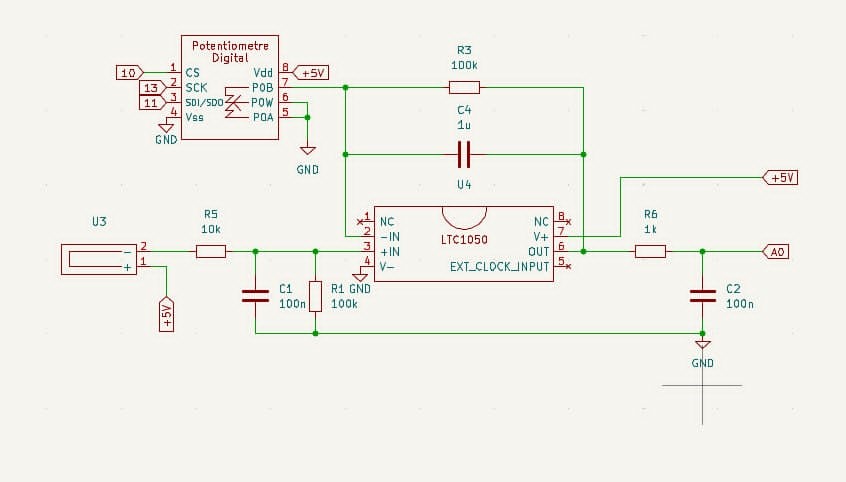 Potentiometre
Digital
10
1
CS
Vdd
8
+5V
13
2
SCK
POB
7
11
3
SDI/SDO
POW
6
4
Vss
POA
5
GND
GND
R3
100k
C4
1u
U4
+5V
1
NC
NC
8
2
-IN
V+
7
LTC1050
3
+IN
OUT
6
4
V-
EXT_CLOCK_INPUT
5
GND
U3
-
2
+
1
+5V
R5
10k
C1
100n
R1
100k
R6
1k
A0
C2
100n
GND